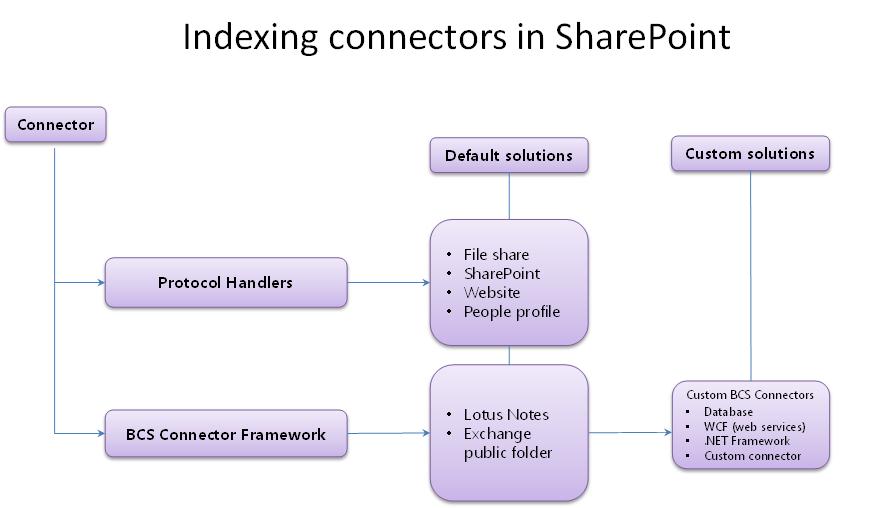 Indexing connectors in SharePoint
Connector
Default solutions
Custom solutions
Protocol Handlers
• File share
• SharePoint
• Website
• People profile
BCS Connector Framework
• Lotus Notes
• Exchange
public folder
Custom BCS Connectors
• Database
• WCF (web services)
• .NET Framework
• Custom connector